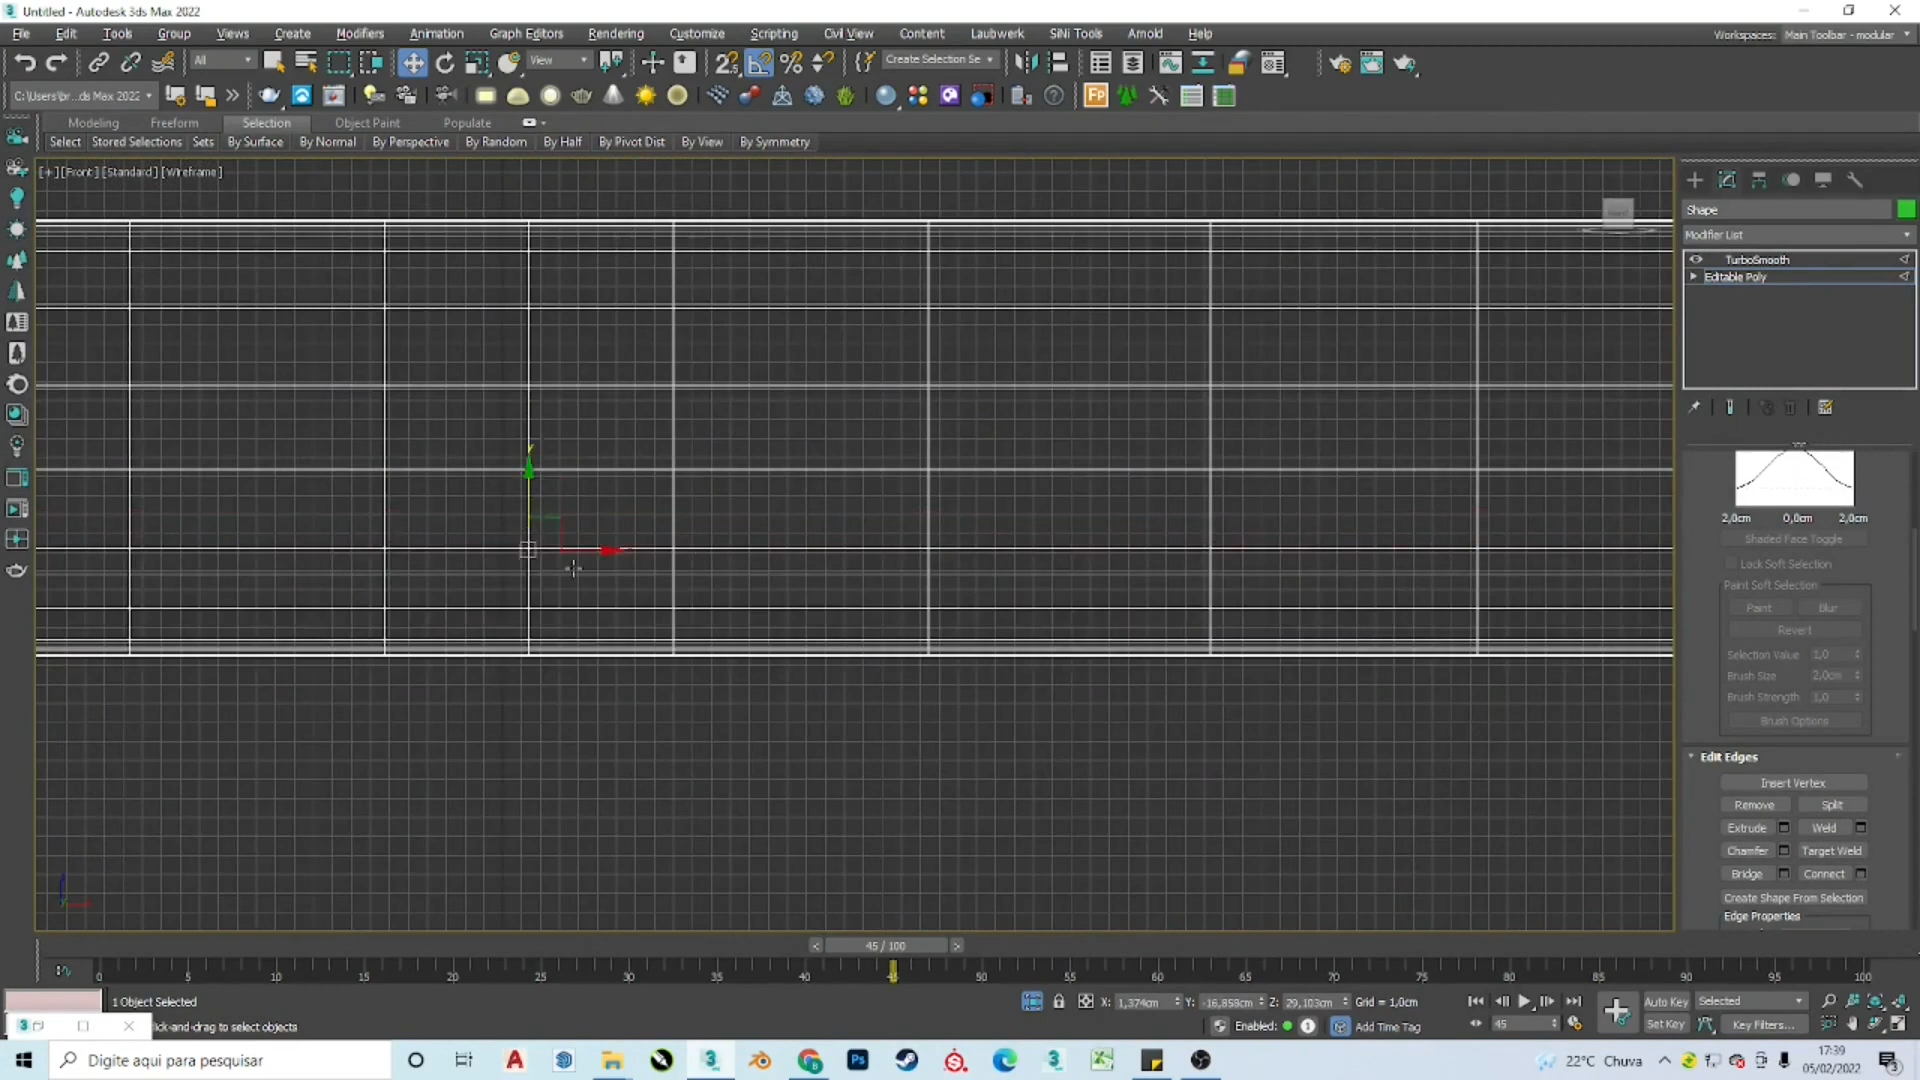 Untitled - Autodesk 3ds Max 2022
File Edit Tools Group Views Create Modifiers Animation Graph Editors Rendering Customize Scripting Civil View Content Laubwerk SiNi Tools Arnold Help
Workspaces: Main Toolbar - modular
All
View
Create Selection Se
C:\Users\br...ds Max 2022
Fp
Modeling Freeform Selection Object Paint Populate
Select Stored Selections Sets By Surface By Normal By Perspective By Random By Half By Pivot Dist By View By Symmetry
[+] [Front] [Standard] [Wireframe]
Shape
Modifier List
TurboSmooth
Editable Poly
2,0cm 0,0cm 2,0cm
Shaded Face Toggle
Lock Soft Selection
Paint Soft Selection
Paint Blur
Revert
Selection Value 1,0
Brush Size 2,0cm
Brush Strength 1,0
Brush Options
Edit Edges
Insert Vertex
Remove Split
Extrude Weld
Chamfer Target Weld
Bridge Connect
Create Shape From Selection
Edge Properties
< 45 / 100 >
0 5 10 15 20 25 30 35 40 45 50 55 60 65 70 75 80 85 90 95 100
1 Object Selected
X: 1,374cm Y: -16,858cm Z: 29,103cm Grid = 1,0cm
Auto Key Selected
lick-and-drag to select objects
Enabled: Add Time Tag
45
Set Key Key Filters...
Digite aqui para pesquisar
22°C Chuva
17:39
05/02/2022